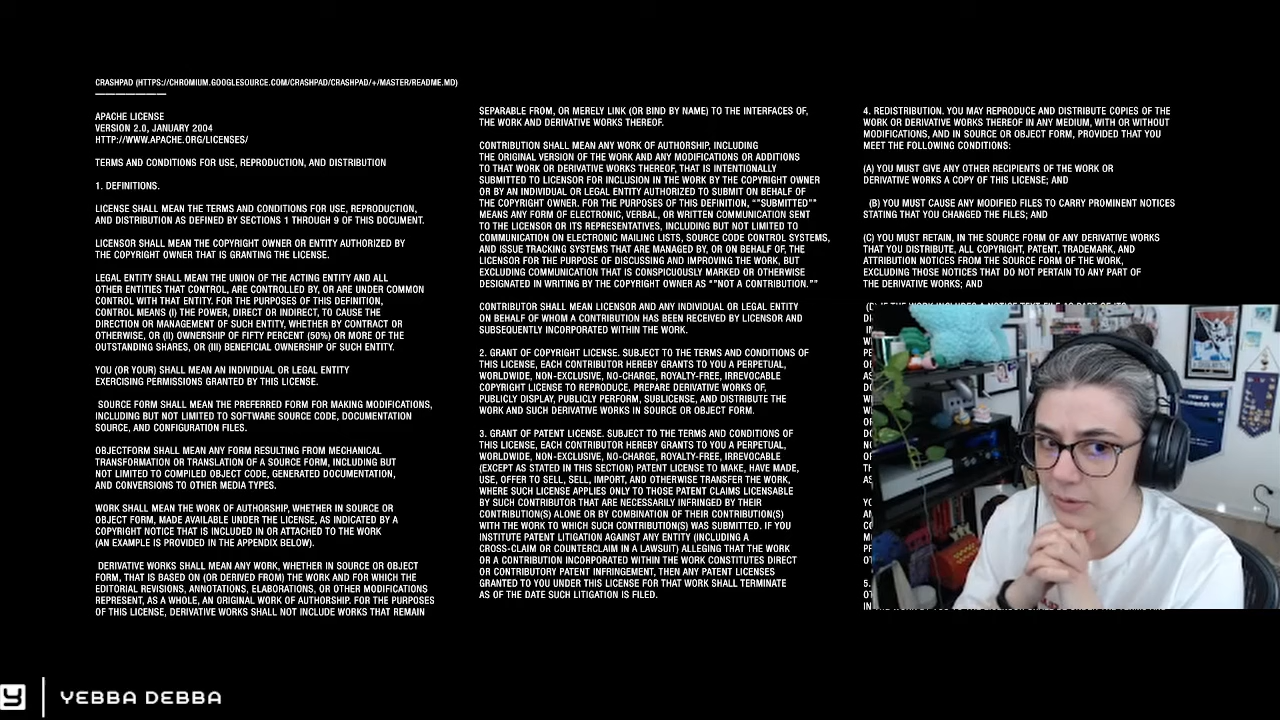 CRASHPAD (HTTPS://CHROMIUM.GOOGLESOURCE.COM/CRASHPAD/CRASHPAD/+/MASTER/README.MD)
APACHE LICENSE
VERSION 2.0, JANUARY 2004
HTTP://WWW.APACHE.ORG/LICENSES/
TERMS AND CONDITIONS FOR USE, REPRODUCTION, AND DISTRIBUTION
1. DEFINITIONS.
LICENSE SHALL MEAN THE TERMS AND CONDITIONS FOR USE, REPRODUCTION,
AND DISTRIBUTION AS DEFINED BY SECTIONS 1 THROUGH 9 OF THIS DOCUMENT.
LICENSOR SHALL MEAN THE COPYRIGHT OWNER OR ENTITY AUTHORIZED BY
THE COPYRIGHT OWNER THAT IS GRANTING THE LICENSE.
LEGAL ENTITY SHALL MEAN THE UNION OF THE ACTING ENTITY AND ALL
OTHER ENTITIES THAT CONTROL, ARE CONTROLLED BY, OR ARE UNDER COMMON
CONTROL WITH THAT ENTITY. FOR THE PURPOSES OF THIS DEFINITION,
CONTROL MEANS (I) THE POWER, DIRECT OR INDIRECT, TO CAUSE THE
DIRECTION OR MANAGEMENT OF SUCH ENTITY, WHETHER BY CONTRACT OR
OTHERWISE, OR (II) OWNERSHIP OF FIFTY PERCENT (50%) OR MORE OF THE
OUTSTANDING SHARES, OR (III) BENEFICIAL OWNERSHIP OF SUCH ENTITY.
YOU (OR YOUR) SHALL MEAN AN INDIVIDUAL OR LEGAL ENTITY
EXERCISING PERMISSIONS GRANTED BY THIS LICENSE.
SOURCE FORM SHALL MEAN THE PREFERRED FORM FOR MAKING MODIFICATIONS,
INCLUDING BUT NOT LIMITED TO SOFTWARE SOURCE CODE, DOCUMENTATION
SOURCE, AND CONFIGURATION FILES.
OBJECTFORM SHALL MEAN ANY FORM RESULTING FROM MECHANICAL
TRANSFORMATION OR TRANSLATION OF A SOURCE FORM, INCLUDING BUT
NOT LIMITED TO COMPILED OBJECT CODE, GENERATED DOCUMENTATION,
AND CONVERSIONS TO OTHER MEDIA TYPES.
WORK SHALL MEAN THE WORK OF AUTHORSHIP, WHETHER IN SOURCE OR
OBJECT FORM, MADE AVAILABLE UNDER THE LICENSE, AS INDICATED BY A
COPYRIGHT NOTICE THAT IS INCLUDED IN OR ATTACHED TO THE WORK
(AN EXAMPLE IS PROVIDED IN THE APPENDIX BELOW).
DERIVATIVE WORKS SHALL MEAN ANY WORK, WHETHER IN SOURCE OR OBJECT
FORM, THAT IS BASED ON (OR DERIVED FROM) THE WORK AND FOR WHICH THE
EDITORIAL REVISIONS, ANNOTATIONS, ELABORATIONS, OR OTHER MODIFICATIONS
REPRESENT, AS A WHOLE, AN ORIGINAL WORK OF AUTHORSHIP. FOR THE PURPOSES
OF THIS LICENSE, DERIVATIVE WORKS SHALL NOT INCLUDE WORKS THAT REMAIN
SEPARABLE FROM, OR MERELY LINK (OR BIND BY NAME) TO THE INTERFACES OF,
THE WORK AND DERIVATIVE WORKS THEREOF.
CONTRIBUTION SHALL MEAN ANY WORK OF AUTHORSHIP, INCLUDING
THE ORIGINAL VERSION OF THE WORK AND ANY MODIFICATIONS OR ADDITIONS
TO THAT WORK OR DERIVATIVE WORKS THEREOF, THAT IS INTENTIONALLY
SUBMITTED TO LICENSOR FOR INCLUSION IN THE WORK BY THE COPYRIGHT OWNER
OR BY AN INDIVIDUAL OR LEGAL ENTITY AUTHORIZED TO SUBMIT ON BEHALF OF
THE COPYRIGHT OWNER. FOR THE PURPOSES OF THIS DEFINITION, ""SUBMITTED""
MEANS ANY FORM OF ELECTRONIC, VERBAL, OR WRITTEN COMMUNICATION SENT
TO THE LICENSOR OR ITS REPRESENTATIVES, INCLUDING BUT NOT LIMITED TO
COMMUNICATION ON ELECTRONIC MAILING LISTS, SOURCE CODE CONTROL SYSTEMS,
AND ISSUE TRACKING SYSTEMS THAT ARE MANAGED BY, OR ON BEHALF OF, THE
LICENSOR FOR THE PURPOSE OF DISCUSSING AND IMPROVING THE WORK, BUT
EXCLUDING COMMUNICATION THAT IS CONSPICUOUSLY MARKED OR OTHERWISE
DESIGNATED IN WRITING BY THE COPYRIGHT OWNER AS ""NOT A CONTRIBUTION.""
CONTRIBUTOR SHALL MEAN LICENSOR AND ANY INDIVIDUAL OR LEGAL ENTITY
ON BEHALF OF WHOM A CONTRIBUTION HAS BEEN RECEIVED BY LICENSOR AND
SUBSEQUENTLY INCORPORATED WITHIN THE WORK.
2. GRANT OF COPYRIGHT LICENSE. SUBJECT TO THE TERMS AND CONDITIONS OF
THIS LICENSE, EACH CONTRIBUTOR HEREBY GRANTS TO YOU A PERPETUAL,
WORLDWIDE, NON-EXCLUSIVE, NO-CHARGE, ROYALTY-FREE, IRREVOCABLE
COPYRIGHT LICENSE TO REPRODUCE, PREPARE DERIVATIVE WORKS OF,
PUBLICLY DISPLAY, PUBLICLY PERFORM, SUBLICENSE, AND DISTRIBUTE THE
WORK AND SUCH DERIVATIVE WORKS IN SOURCE OR OBJECT FORM.
3. GRANT OF PATENT LICENSE. SUBJECT TO THE TERMS AND CONDITIONS OF
THIS LICENSE, EACH CONTRIBUTOR HEREBY GRANTS TO YOU A PERPETUAL,
WORLDWIDE, NON-EXCLUSIVE, NO-CHARGE, ROYALTY-FREE, IRREVOCABLE
(EXCEPT AS STATED IN THIS SECTION) PATENT LICENSE TO MAKE, HAVE MADE,
USE, OFFER TO SELL, SELL, IMPORT, AND OTHERWISE TRANSFER THE WORK,
WHERE SUCH LICENSE APPLIES ONLY TO THOSE PATENT CLAIMS LICENSABLE
BY SUCH CONTRIBUTOR THAT ARE NECESSARILY INFRINGED BY THEIR
CONTRIBUTION(S) ALONE OR BY COMBINATION OF THEIR CONTRIBUTION(S)
WITH THE WORK TO WHICH SUCH CONTRIBUTION(S) WAS SUBMITTED. IF YOU
INSTITUTE PATENT LITIGATION AGAINST ANY ENTITY (INCLUDING A
CROSS-CLAIM OR COUNTERCLAIM IN A LAWSUIT) ALLEGING THAT THE WORK
OR A CONTRIBUTION INCORPORATED WITHIN THE WORK CONSTITUTES DIRECT
OR CONTRIBUTORY PATENT INFRINGEMENT, THEN ANY PATENT LICENSES
GRANTED TO YOU UNDER THIS LICENSE FOR THAT WORK SHALL TERMINATE
AS OF THE DATE SUCH LITIGATION IS FILED.
4. REDISTRIBUTION. YOU MAY REPRODUCE AND DISTRIBUTE COPIES OF THE
WORK OR DERIVATIVE WORKS THEREOF IN ANY MEDIUM, WITH OR WITHOUT
MODIFICATIONS, AND IN SOURCE OR OBJECT FORM, PROVIDED THAT YOU
MEET THE FOLLOWING CONDITIONS:
(A) YOU MUST GIVE ANY OTHER RECIPIENTS OF THE WORK OR
DERIVATIVE WORKS A COPY OF THIS LICENSE; AND
(B) YOU MUST CAUSE ANY MODIFIED FILES TO CARRY PROMINENT NOTICES
STATING THAT YOU CHANGED THE FILES; AND
(C) YOU MUST RETAIN, IN THE SOURCE FORM OF ANY DERIVATIVE WORKS
THAT YOU DISTRIBUTE, ALL COPYRIGHT, PATENT, TRADEMARK, AND
ATTRIBUTION NOTICES FROM THE SOURCE FORM OF THE WORK,
EXCLUDING THOSE NOTICES THAT DO NOT PERTAIN TO ANY PART OF
THE DERIVATIVE WORKS; AND
5.
YEBBA DEBBA